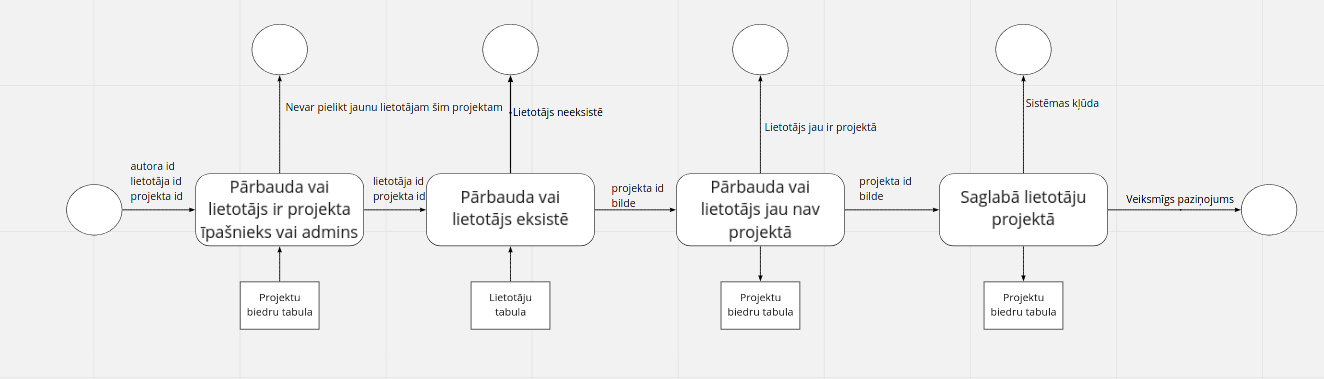 Nevar pielikt jaunu lietotājam šim projektam
Lietotājs neeksistē
Lietotājs jau ir projektā
Sistēmas kļūda
autora id
lietotāja id
projekta id
Pārbauda vai
lietotājs ir projekta
īpašnieks vai admins
lietotāja id
projekta id
Pārbauda vai
lietotājs eksistē
projekta id
bilde
Pārbauda vai
lietotājs jau nav
projektā
projekta id
bilde
Saglabā lietotāju
projektā
Veiksmīgs paziņojums
Projektu
biedru tabula
Lietotāju
tabula
Projektu
biedru tabula
Projektu
biedru tabula